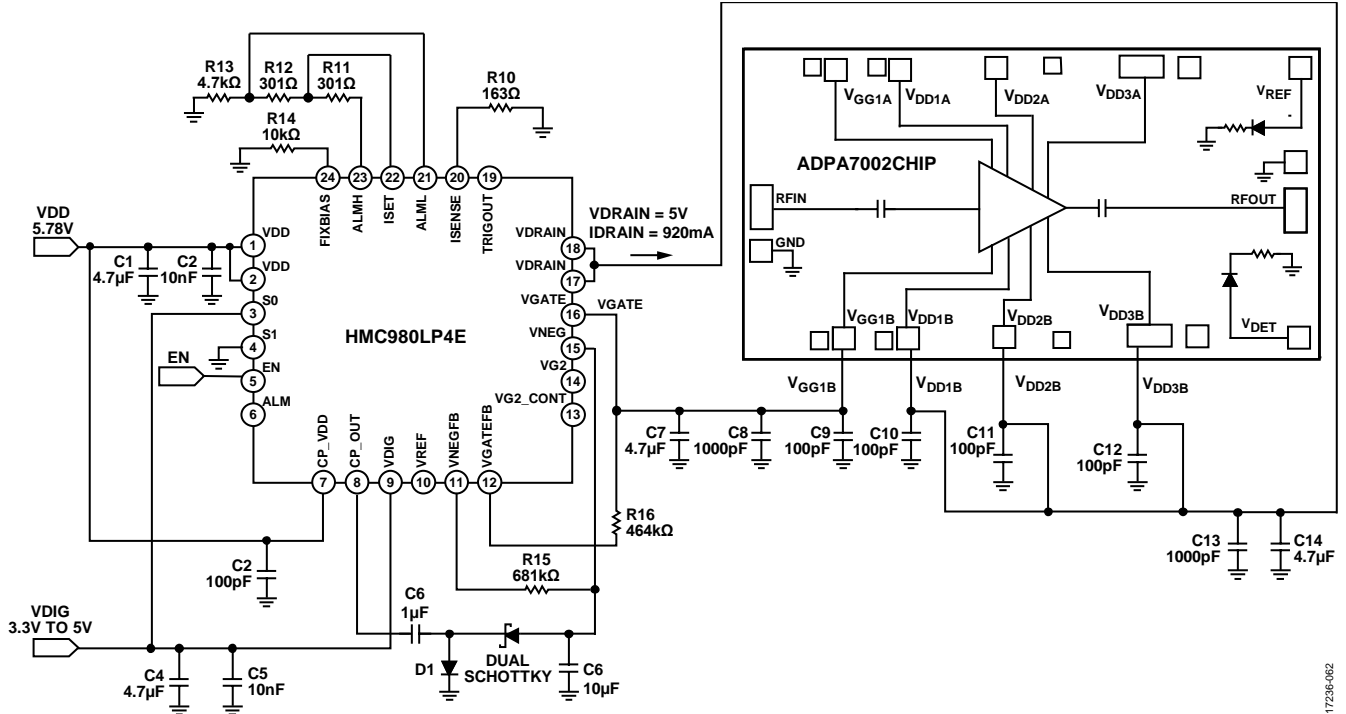 R13
4.7kΩ
R12
301Ω
R11
301Ω
R10
163Ω
R14
10kΩ
24
23
22
21
20
19
FIXBIAS
ALMH
ISET
ALML
ISENSE
TRIGOUT
VDD
5.78V
C1
4.7µF
C2
10nF
1
VDD
2
VDD
3
S0
4
S1
EN
5
EN
6
ALM
HMC980LP4E
VDRAIN
18
VDRAIN
17
VGATE
16
VNEG
15
VG2
14
VG2_CONT
13
VDRAIN = 5V
IDRAIN = 920mA
VGATE
CP_VDD
CP_OUT
VDIG
VREF
VNEGFB
VGATEFB
7
8
9
10
11
12
C2
100pF
VDIG
3.3V TO 5V
C4
4.7µF
C5
10nF
C6
1µF
R15
681kΩ
R16
464kΩ
D1
DUAL
SCHOTTKY
C6
10µF
C7
4.7µF
C8
1000pF
C9
100pF
C10
100pF
C11
100pF
C12
100pF
C13
1000pF
C14
4.7µF
VGG1A
VDD1A
VDD2A
VDD3A
VREF
ADPA7002CHIP
RFIN
RFOUT
GND
VGG1B
VDD1B
VDD2B
VDD3B
VDET
VGG1B
VDD1B
VDD2B
VDD3B
17236-062